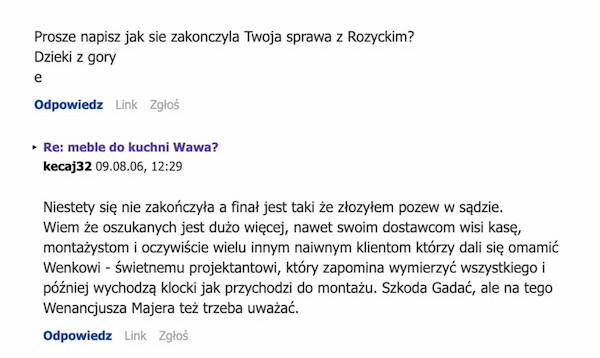 Prosze napisz jak sie zakonczyla Twoja sprawa z Rozyckim?
Dzieki z gory
e
Odpowiedz Link Zgłoś
Re: meble do kuchni Wawa?
kecaj32 09.08.06, 12:29
Niestety się nie zakończyła a finał jest taki że złozyłem pozew w sądzie.
Wiem że oszukanych jest dużo więcej, nawet swoim dostawcom wisi kasę,
montażystom i oczywiście wielu innym naiwnym klientom którzy dali się omamić
Wenkowi - świetnemu projektantowi, który zapomina wymierzyć wszystkiego i
później wychodzą klocki jak przychodzi do montażu. Szkoda Gadać, ale na tego
Wenancjusza Majera też trzeba uważać.
Odpowiedz Link Zgłoś